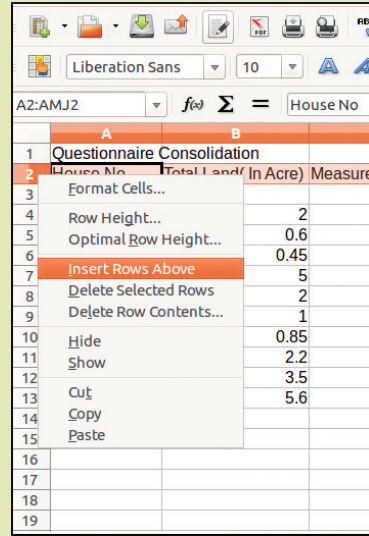 PDF
Liberation Sans 10
A2:AMJ2 f(x) Σ = House No
A B
1 Questionnaire Consolidation
2 House No Total Land( In Acre) Measure
3
4 2
5 0.6
6 0.45
7 5
8 2
9 1
10 0.85
11 2.2
12 3.5
13 5.6
14
15
16
17
18
19
Format Cells...
Row Height...
Optimal Row Height...
Insert Rows Above
Delete Selected Rows
Delete Row Contents...
Hide
Show
Cut
Copy
Paste